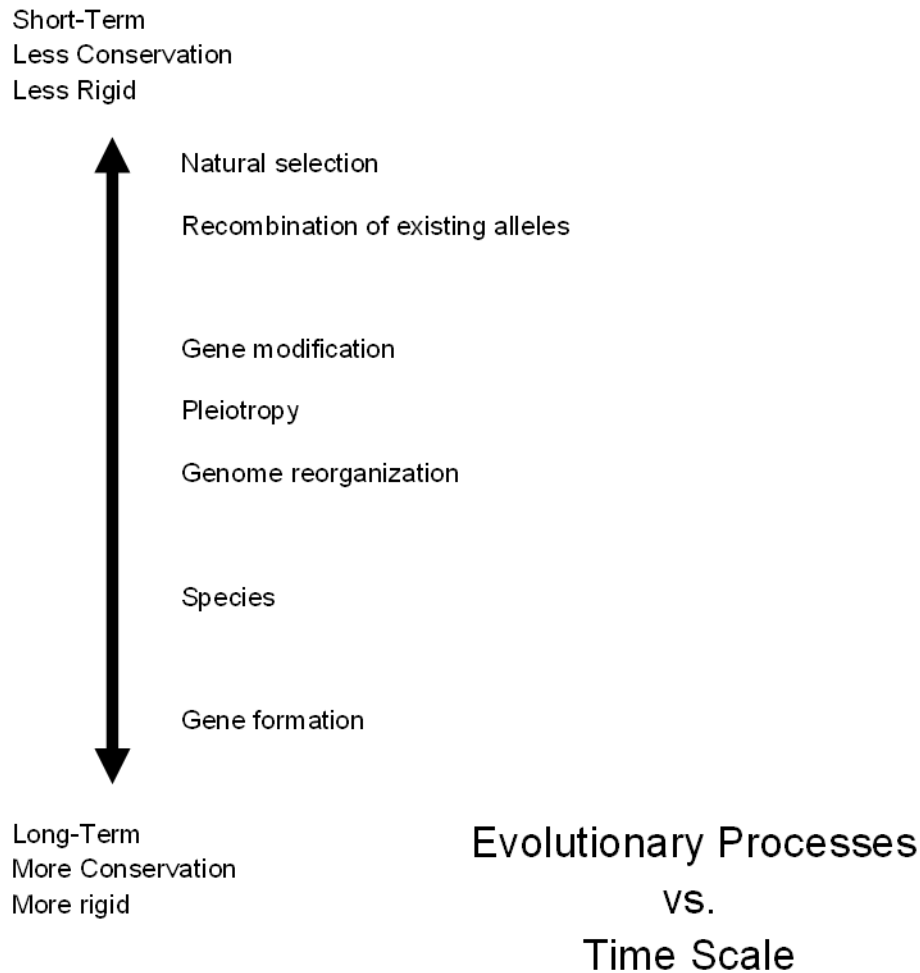 Short-Term
Less Conservation
Less Rigid
Natural selection
Recombination of existing alleles
Gene modification
Pleiotropy
Genome reorganization
Species
Gene formation
Long-Term
More Conservation
More rigid
Evolutionary Processes
vs.
Time Scale